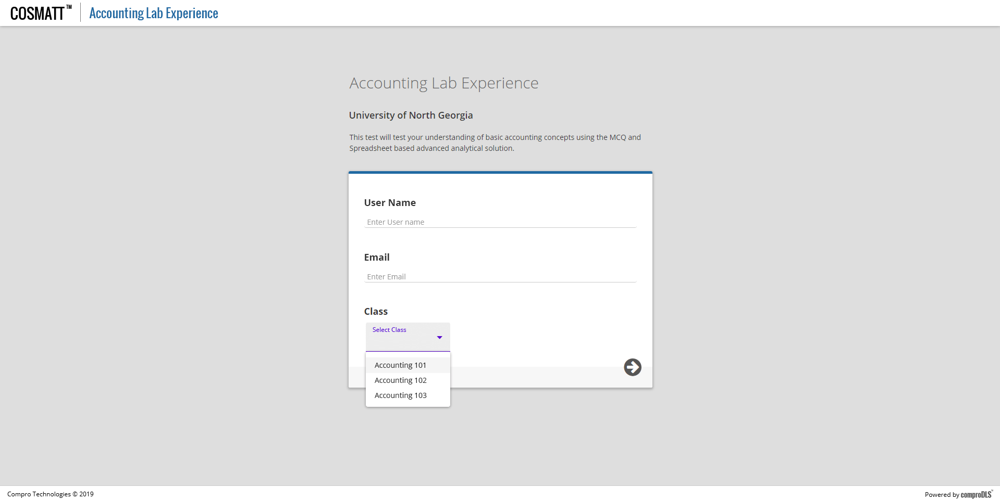 COSMATT™ Accounting Lab Experience
Accounting Lab Experience
University of North Georgia
This test will test your understanding of basic accounting concepts using the MCQ and
Spreadsheet based advanced analytical solution.
User Name
Enter User name
Email
Enter Email
Class
Select Class
Accounting 101
Accounting 102
Accounting 103
Compro Technologies © 2019
Powered by comproDLS™